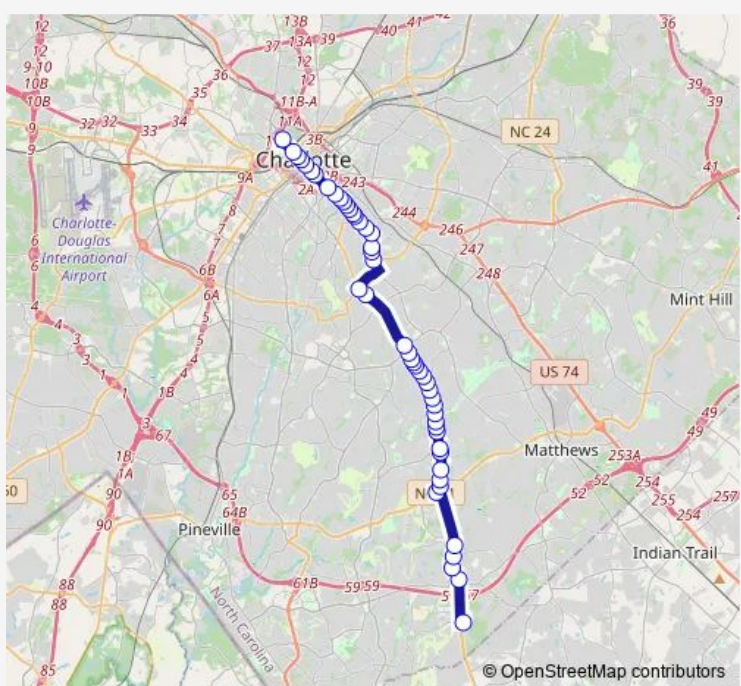 12
13B
41
42
36
13A
39
40
37
12
9-10
10B
36
12
39
10B
35
11B-A
39
32
32
33
34
11A
3B
NC 24
9
9
Charlotte
41
9A
2A
243
8
244
246
Charlotte-
Douglas
International
Airport
7
7
247
6
6
6B
248
6A
Mint Hill
4
4
5
3
5
US 74
1
1B
4
49
3
67
Matthews
49
1B
1A
253A
52
254
90
65
52
255
257
64B
254
90
Pineville
Indian Trail
88
61B
59
59
88
North Carolina
85
© OpenStreetMap contributors